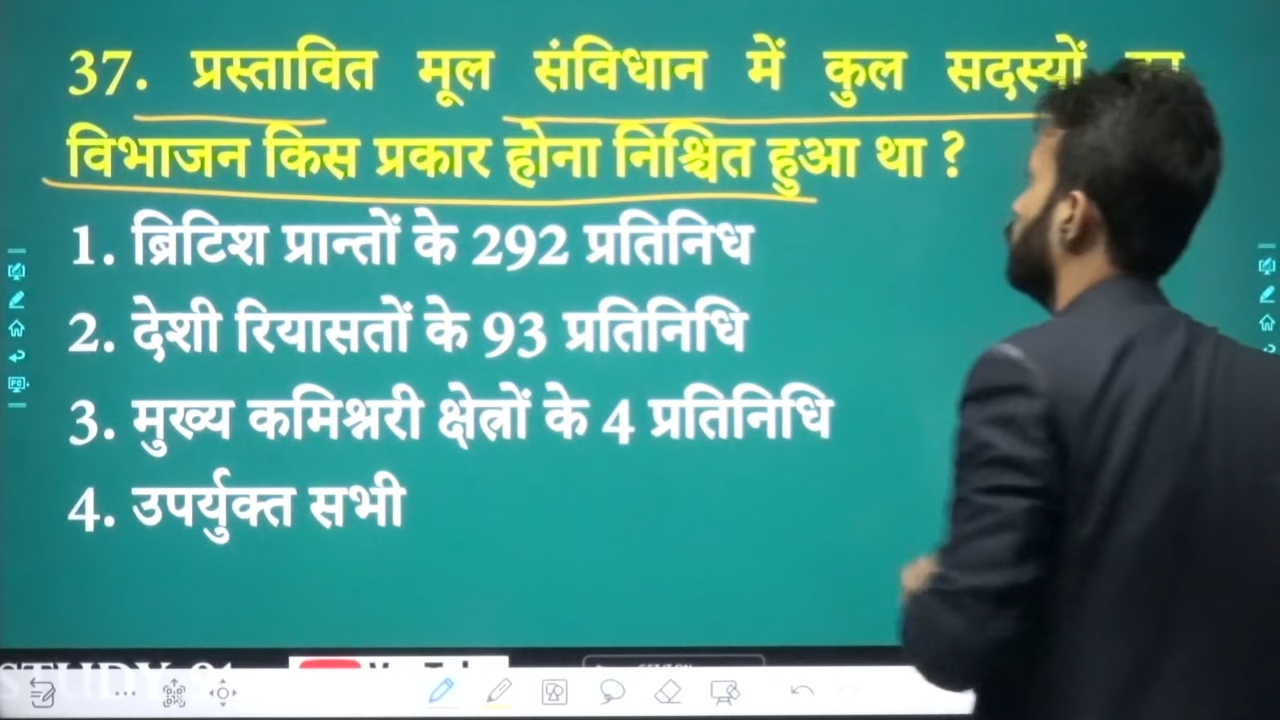 37. प्रस्तावित मूल संविधान में कुल सदस्यों
विभाजन किस प्रकार होना निश्चित हुआ था ?
1. ब्रिटिश प्रान्तों के 292 प्रतिनिध
2. देशी रियासतों के 93 प्रतिनिधि
3. मुख्य कमिश्नरी क्षेत्रों के 4 प्रतिनिधि
4. उपर्युक्त सभी
STUDY